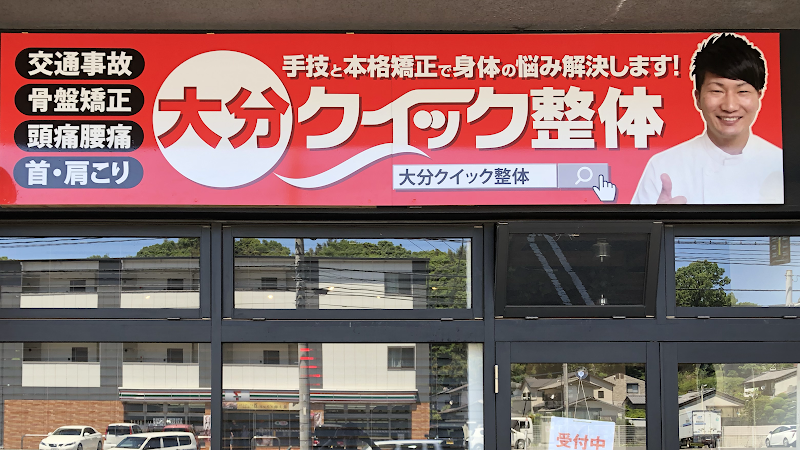 交通事故
骨盤矯正
頭痛腰痛
首・肩こり
手技と本格矯正で身体の悩み解決します!
大分クイック整体
大分クイック整体
受付中